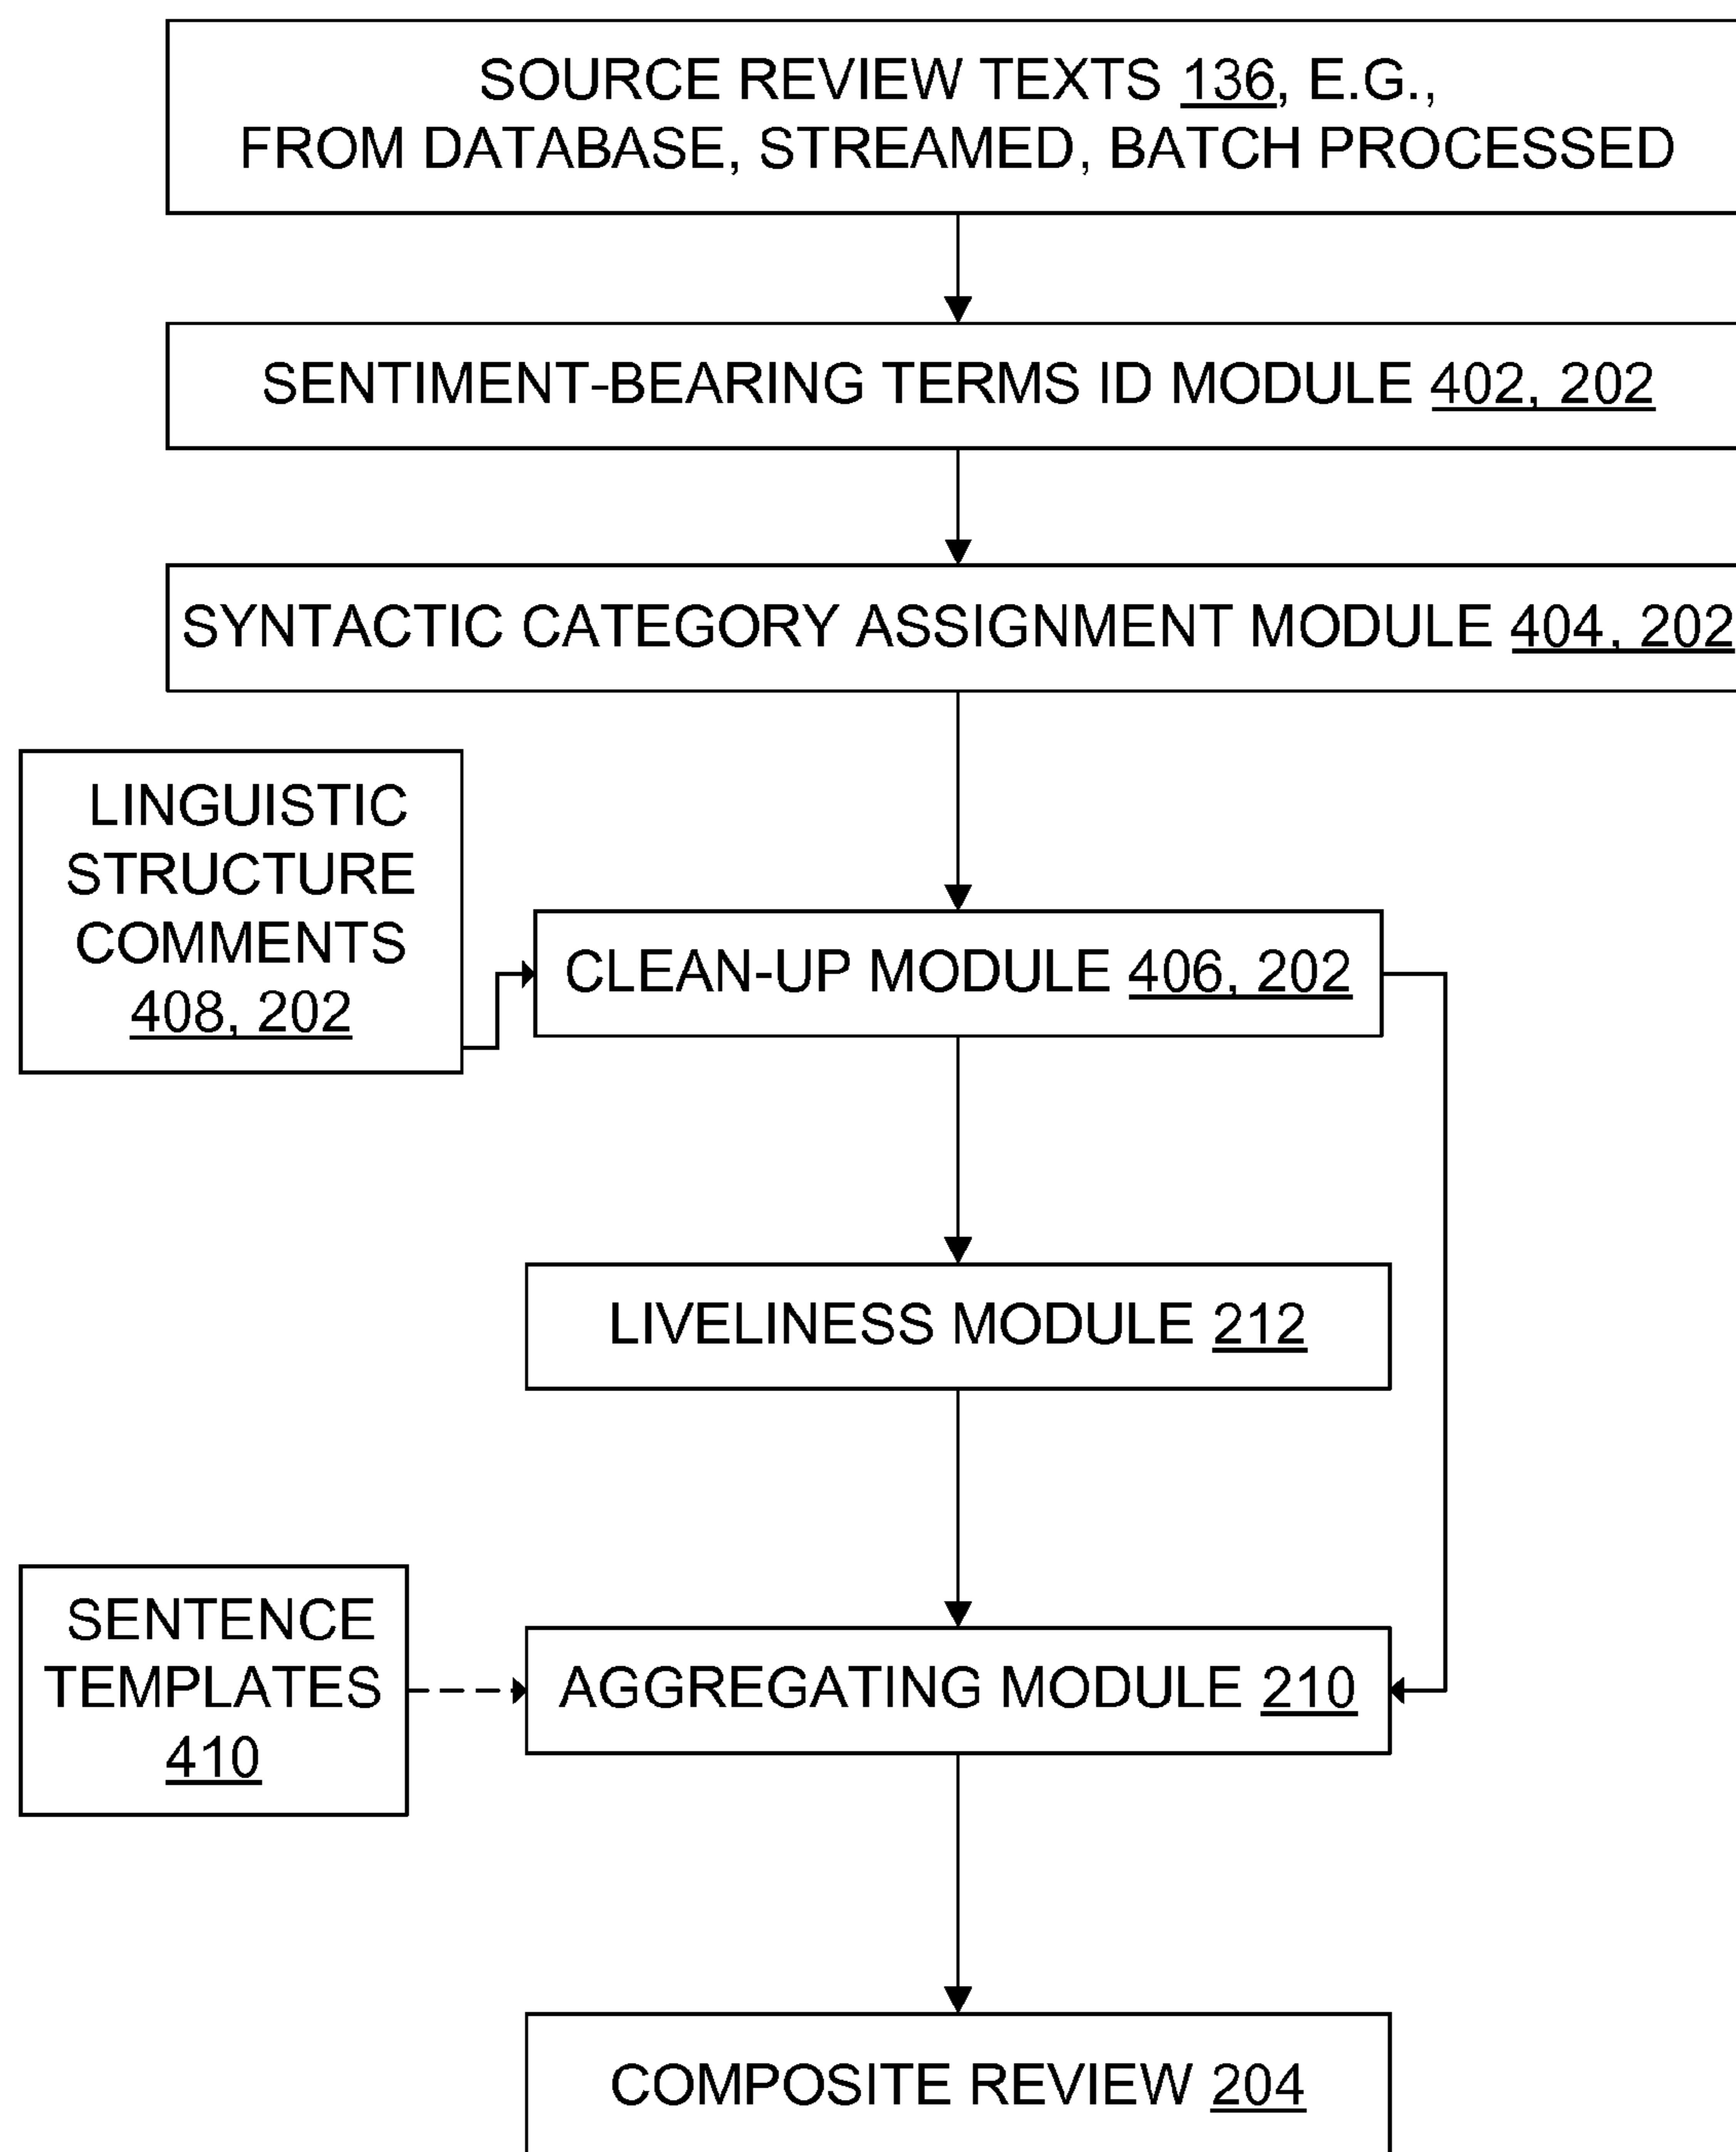 SOURCE REVIEW TEXTS 136, E.G.,
FROM DATABASE, STREAMED, BATCH PROCESSED
SENTIMENT-BEARING TERMS ID MODULE 402, 202
SYNTACTIC CATEGORY ASSIGNMENT MODULE 404, 202
LINGUISTIC
STRUCTURE
COMMENTS
408, 202
CLEAN-UP MODULE 406, 202
LIVELINESS MODULE 212
SENTENCE
TEMPLATES
410
AGGREGATING MODULE 210
COMPOSITE REVIEW 204